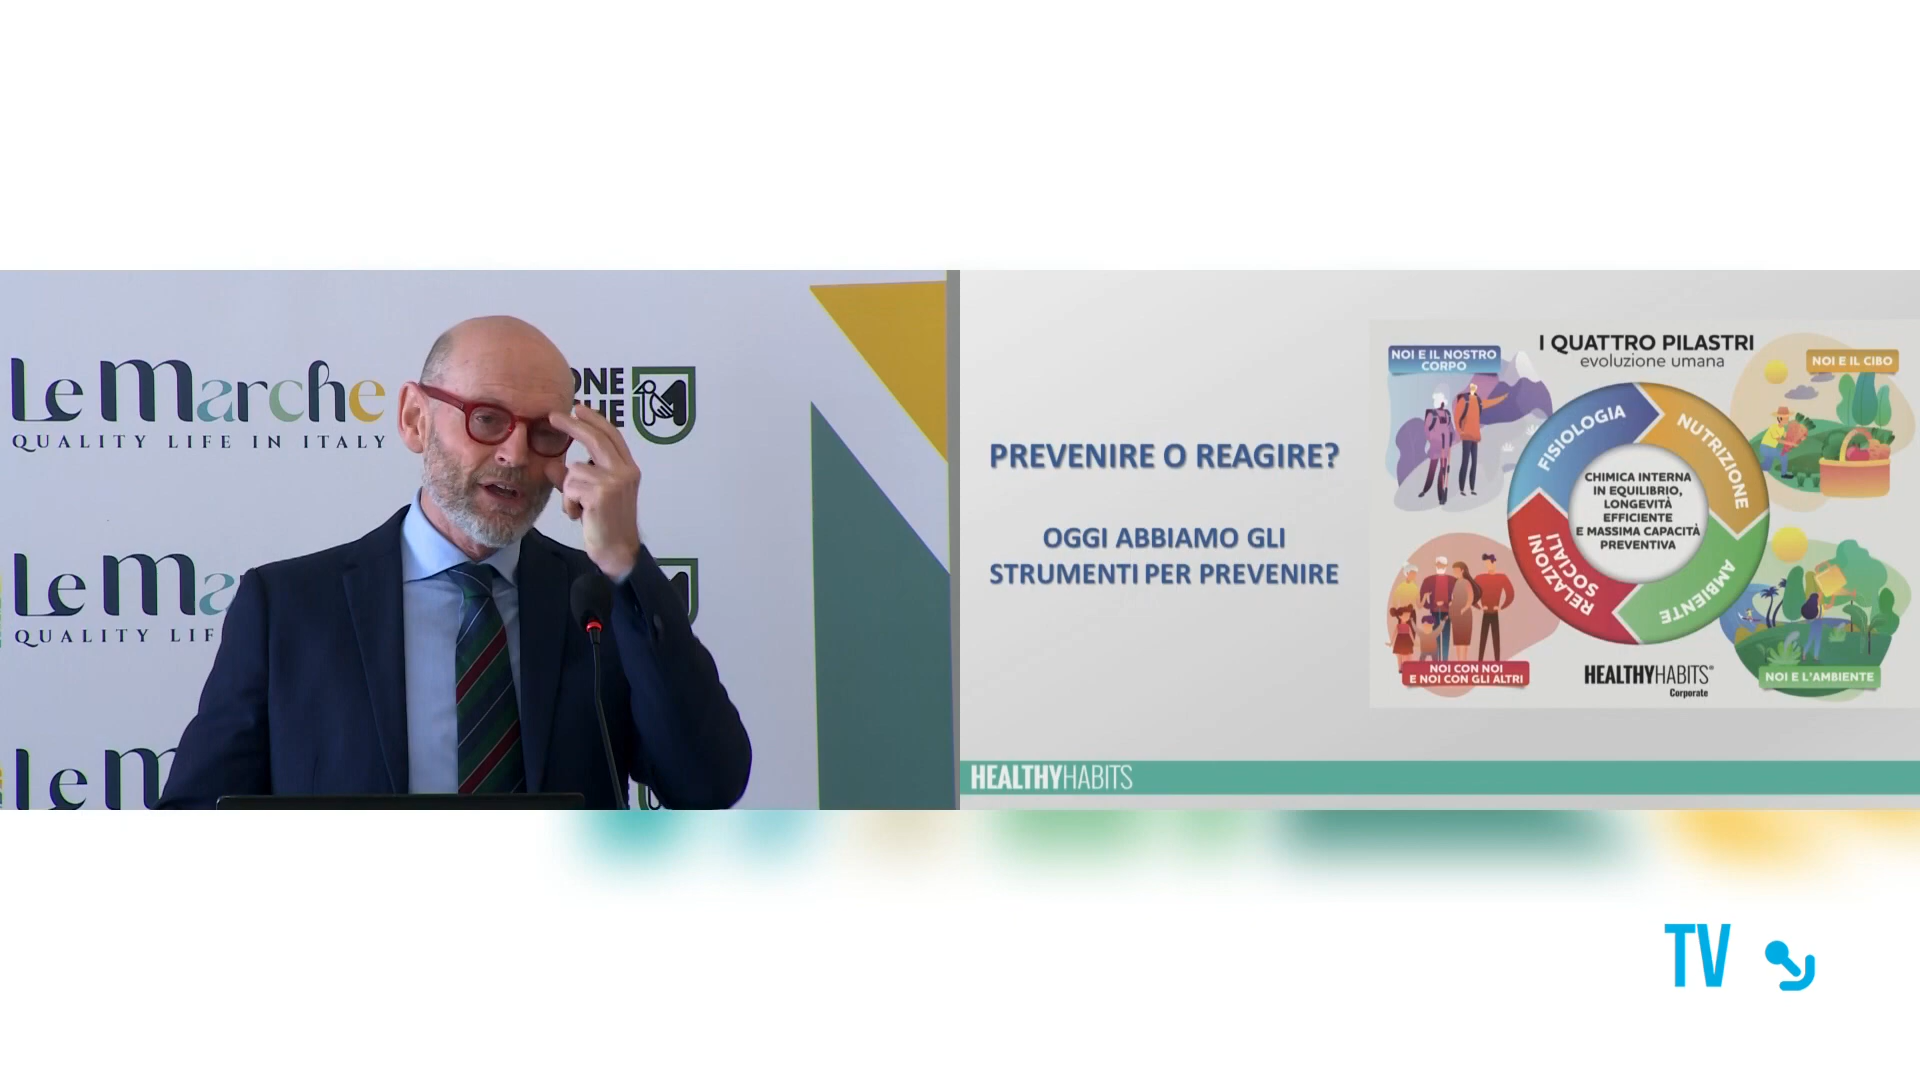 Le Marche
QUALITY LIFE IN ITALY
Le Ma
QUALITY LIF
Le M
PREVENIRE O REAGIRE?
OGGI ABBIAMO GLI
STRUMENTI PER PREVENIRE
I QUATTRO PILASTRI
evoluzione umana
NOI E IL NOSTRO
CORPO
NOI E IL CIBO
FISIOLOGIA
NUTRIZIONE
AMBIENTE
RELAZIONI
SOCIALI
CHIMICA INTERNA
IN EQUILIBRIO,
LONGEVITÀ
EFFICIENTE
E MASSIMA CAPACITÀ
PREVENTIVA
NOI CON NOI
E NOI CON GLI ALTRI
NOI E L'AMBIENTE
HEALTHYHABITS®
Corporate
HEALTHYHABITS
TV